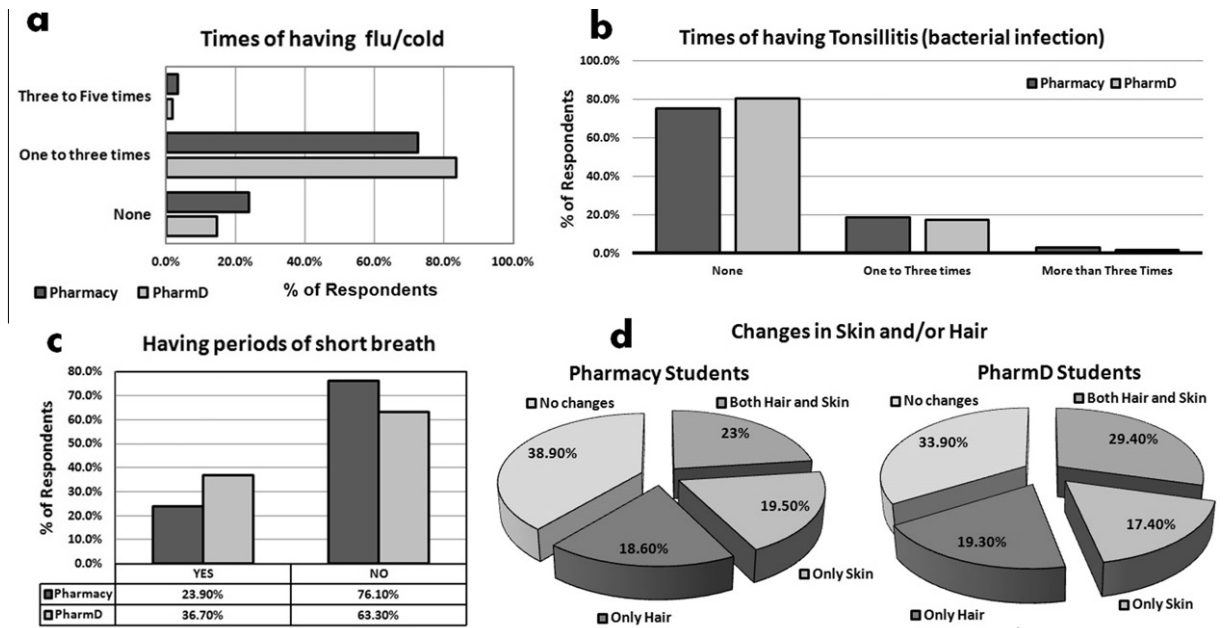 a
Times of having flu/cold
Three to Five times
One to three times
None
0.0% 20.0% 40.0% 60.0% 80.0% 100.0%
Pharmacy PharmD
% of Respondents
b
Times of having Tonsillitis (bacterial infection)
100.0%
80.0%
60.0%
40.0%
20.0%
0.0%
% of Respondents
Pharmacy PharmD
None One to Three times More than Three Times
c
Having periods of short breath
80.0%
70.0%
60.0%
50.0%
40.0%
30.0%
20.0%
10.0%
0.0%
% of Respondents
YES NO
Pharmacy 23.90% 76.10%
PharmD 36.70% 63.30%
d
Changes in Skin and/or Hair
Pharmacy Students
No changes
Both Hair and Skin
38.90%
23%
19.50%
18.60%
Only Skin
Only Hair
PharmD Students
No changes
Both Hair and Skin
33.90%
29.40%
17.40%
19.30%
Only Skin
Only Hair